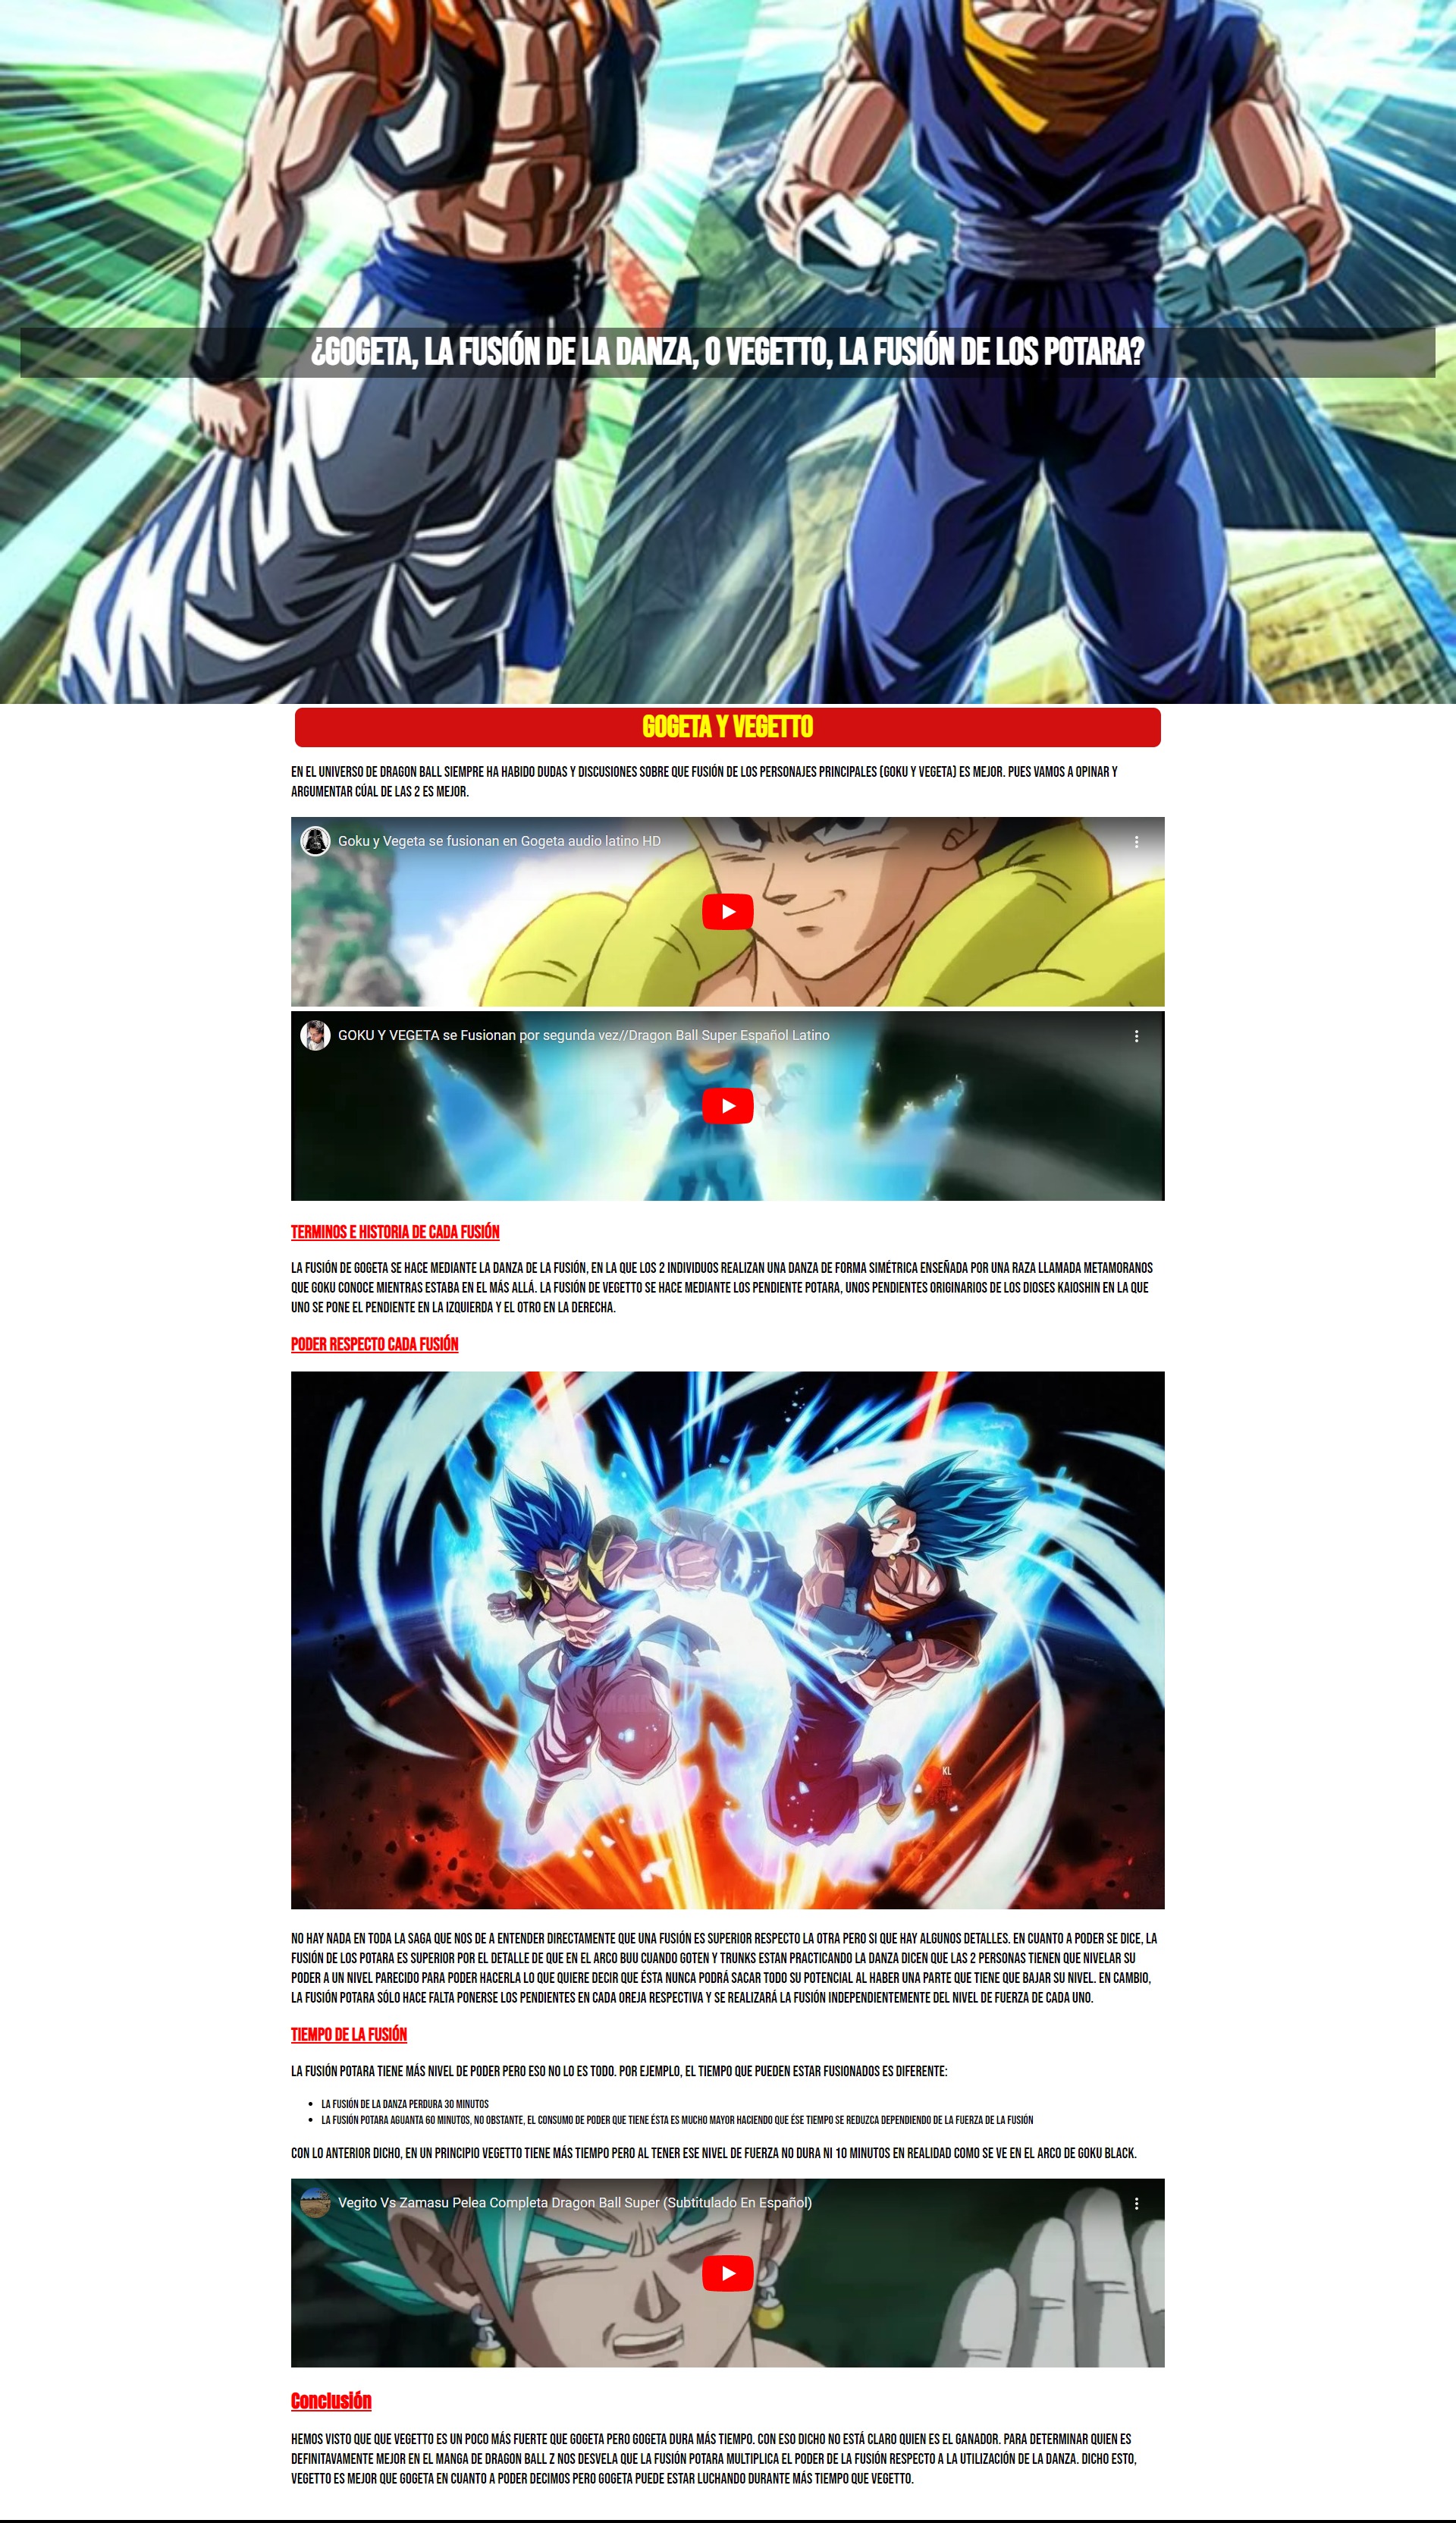 ¿GOGETA, LA FUSIÓN DE LA DANZA, O VEGETTO, LA FUSIÓN DE LOS POTARA?
GOGETA Y VEGETTO
EN EL UNIVERSO DE DRAGON BALL SIEMPRE HA HABIDO DUDAS Y DISCUSIONES SOBRE QUE FUSIÓN DE LOS PERSONAJES PRINCIPALES (GOKU Y VEGETA) ES MEJOR. PUES VAMOS A OPINAR Y
ARGUMENTAR CÚAL DE LAS 2 ES MEJOR.
Goku y Vegeta se fusionan en Gogeta audio latino HD
GOKU Y VEGETA se Fusionan por segunda vez//Dragon Ball Super Español Latino
TERMINOS E HISTORIA DE CADA FUSIÓN
LA FUSIÓN DE GOGETA SE HACE MEDIANTE LA DANZA DE LA FUSIÓN, EN LA QUE LOS 2 INDIVIDUOS REALIZAN UNA DANZA DE FORMA SIMÉTRICA ENSEÑADA POR UNA RAZA LLAMADA METAMORANOS
QUE GOKU CONOCE MIENTRAS ESTABA EN EL MÁS ALLÁ. LA FUSIÓN DE VEGETTO SE HACE MEDIANTE LOS PENDIENTE POTARA, UNOS PENDIENTES ORIGINARIOS DE LOS DIOSES KAIOSHIN EN LA QUE
UNO SE PONE EL PENDIENTE EN LA IZQUIERDA Y EL OTRO EN LA DERECHA.
PODER RESPECTO CADA FUSIÓN
KL
NO HAY NADA EN TODA LA SAGA QUE NOS DE A ENTENDER DIRECTAMENTE QUE UNA FUSIÓN ES SUPERIOR RESPECTO LA OTRA PERO SI QUE HAY ALGUNOS DETALLES. EN CUANTO A PODER SE DICE, LA
FUSIÓN DE LOS POTARA ES SUPERIOR POR EL DETALLE DE QUE EN EL ARCO BUU CUANDO GOTEN Y TRUNKS ESTAN PRACTICANDO LA DANZA DICEN QUE LAS 2 PERSONAS TIENEN QUE NIVELAR SU
PODER A UN NIVEL PARECIDO PARA PODER HACERLA LO QUE QUIERE DECIR QUE ÉSTA NUNCA PODRÁ SACAR TODO SU POTENCIAL AL HABER UNA PARTE QUE TIENE QUE BAJAR SU NIVEL. EN CAMBIO,
LA FUSIÓN POTARA SÓLO HACE FALTA PONERSE LOS PENDIENTES EN CADA OREJA RESPECTIVA Y SE REALIZARÁ LA FUSIÓN INDEPENDIENTEMENTE DEL NIVEL DE FUERZA DE CADA UNO.
TIEMPO DE LA FUSIÓN
LA FUSIÓN POTARA TIENE MÁS NIVEL DE PODER PERO ESO NO LO ES TODO. POR EJEMPLO, EL TIEMPO QUE PUEDEN ESTAR FUSIONADOS ES DIFERENTE:
• LA FUSIÓN DE LA DANZA PERDURA 30 MINUTOS
• LA FUSIÓN POTARA AGUANTA 60 MINUTOS, NO OBSTANTE, EL CONSUMO DE PODER QUE TIENE ÉSTA ES MUCHO MAYOR HACIENDO QUE ÉSE TIEMPO SE REDUZCA DEPENDIENDO DE LA FUERZA DE LA FUSIÓN
CON LO ANTERIOR DICHO, EN UN PRINCIPIO VEGETTO TIENE MÁS TIEMPO PERO AL TENER ESE NIVEL DE FUERZA NO DURA NI 10 MINUTOS EN REALIDAD COMO SE VE EN EL ARCO DE GOKU BLACK.
Vegito Vs Zamasu Pelea Completa Dragon Ball Super (Subtitulado En Español)
Conclusión
HEMOS VISTO QUE QUE VEGETTO ES UN POCO MÁS FUERTE QUE GOGETA PERO GOGETA DURA MÁS TIEMPO. CON ESO DICHO NO ESTÁ CLARO QUIEN ES EL GANADOR. PARA DETERMINAR QUIEN ES
DEFINITAVAMENTE MEJOR EN EL MANGA DE DRAGON BALL Z NOS DESVELA QUE LA FUSIÓN POTARA MULTIPLICA EL PODER DE LA FUSIÓN RESPECTO A LA UTILIZACIÓN DE LA DANZA. DICHO ESTO,
VEGETTO ES MEJOR QUE GOGETA EN CUANTO A PODER DECIMOS PERO GOGETA PUEDE ESTAR LUCHANDO DURANTE MÁS TIEMPO QUE VEGETTO.